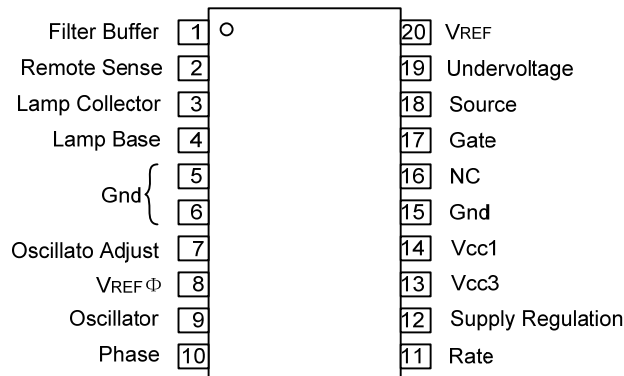 Filter Buffer 1 20 VREF
Remote Sense 2 19 Undervoltage
Lamp Collector 3 18 Source
Lamp Base 4 17 Gate
Gnd 5 16 NC
6 15 Gnd
Oscillato Adjust 7 14 Vcc1
VREFΦ 8 13 Vcc3
Oscillator 9 12 Supply Regulation
Phase 10 11 Rate